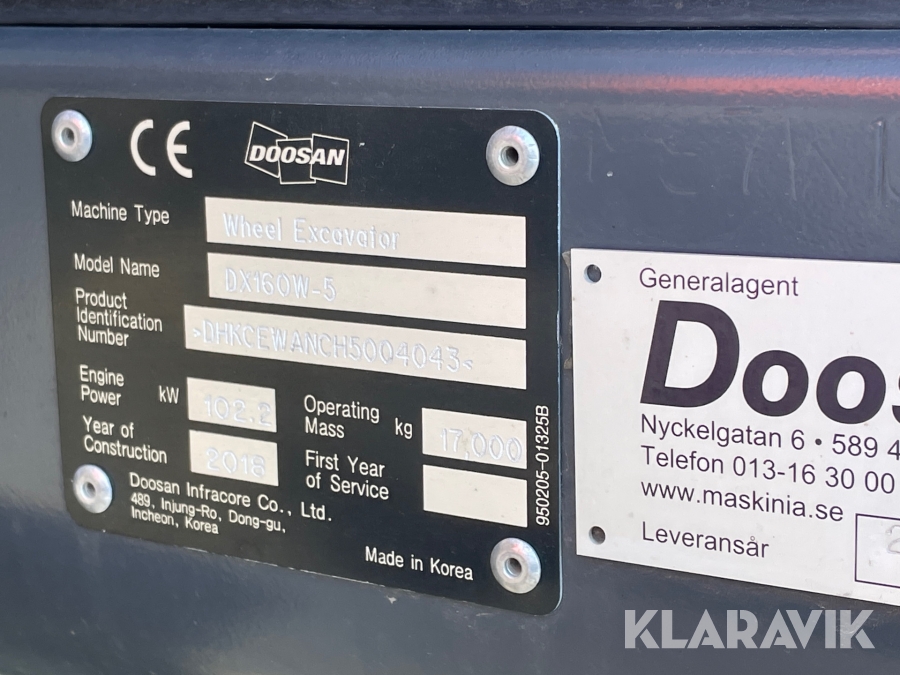 CE DOOSAN
Machine Type Wheel Excavator
Model Name DX160W-5
Product
Identification
Number >DHKCEWANCH5004043<
Engine
Power kW 102,2
Operating
Mass kg 17,000
Year of
Construction
First Year
of Service
Doosan Infracore Co., Ltd.
489, Injung-Ro, Dong-gu,
Incheon, Korea
Made in Korea
950205-01325B
Generalagent
Doos
Nyckelgatan 6 • 589 4
Telefon 013-16 30 00
www.maskinia.se
Leveransår
KLARAVIK